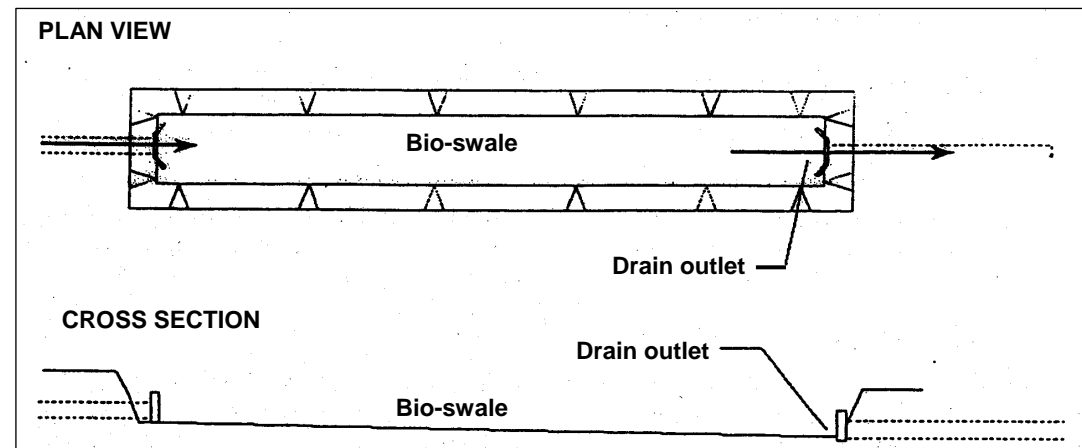 PLAN VIEW
Bio-swale
Drain outlet
CROSS SECTION
Drain outlet
Bio-swale